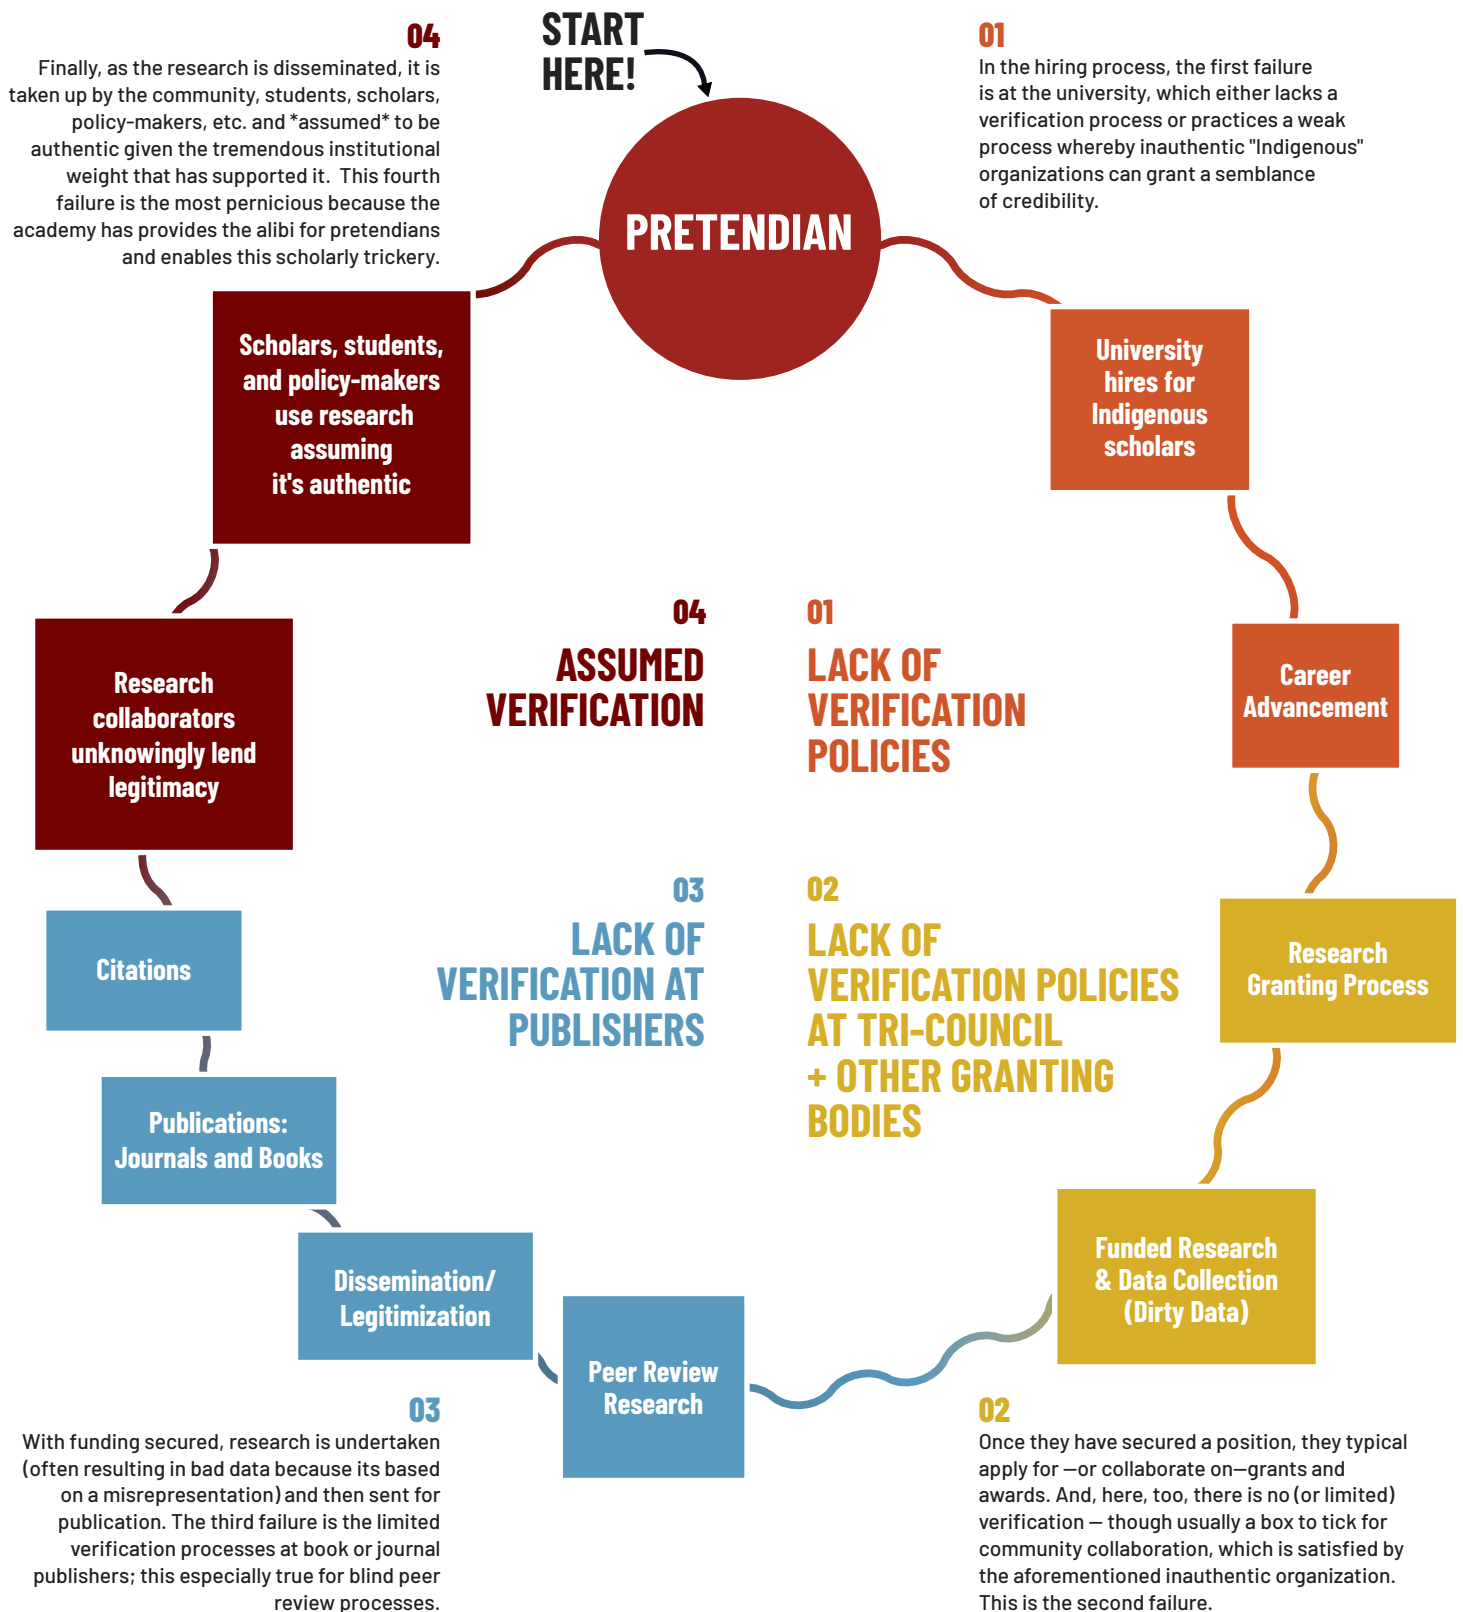 START
HERE!
PRETENDIAN
01
In the hiring process, the first failure
is at the university, which either lacks a
verification process or practices a weak
process whereby inauthentic "Indigenous"
organizations can grant a semblance
of credibility.
University
hires for
Indigenous
scholars
Career
Advancement
01
LACK OF
VERIFICATION
POLICIES
Research
Granting Process
02
LACK OF
VERIFICATION POLICIES
AT TRI-COUNCIL
+ OTHER GRANTING
BODIES
Funded Research
& Data Collection
(Dirty Data)
02
Once they have secured a position, they typical
apply for —or collaborate on—grants and
awards. And, here, too, there is no (or limited)
verification — though usually a box to tick for
community collaboration, which is satisfied by
the aforementioned inauthentic organization.
This is the second failure.
Peer Review
Research
Dissemination/
Legitimization
Publications:
Journals and Books
Citations
03
LACK OF
VERIFICATION AT
PUBLISHERS
03
With funding secured, research is undertaken
(often resulting in bad data because its based
on a misrepresentation) and then sent for
publication. The third failure is the limited
verification processes at book or journal
publishers; this especially true for blind peer
review processes.
Research
collaborators
unknowingly lend
legitimacy
Scholars, students,
and policy-makers
use research
assuming
it's authentic
04
ASSUMED
VERIFICATION
04
Finally, as the research is disseminated, it is
taken up by the community, students, scholars,
policy-makers, etc. and *assumed* to be
authentic given the tremendous institutional
weight that has supported it. This fourth
failure is the most pernicious because the
academy has provides the alibi for pretendians
and enables this scholarly trickery.